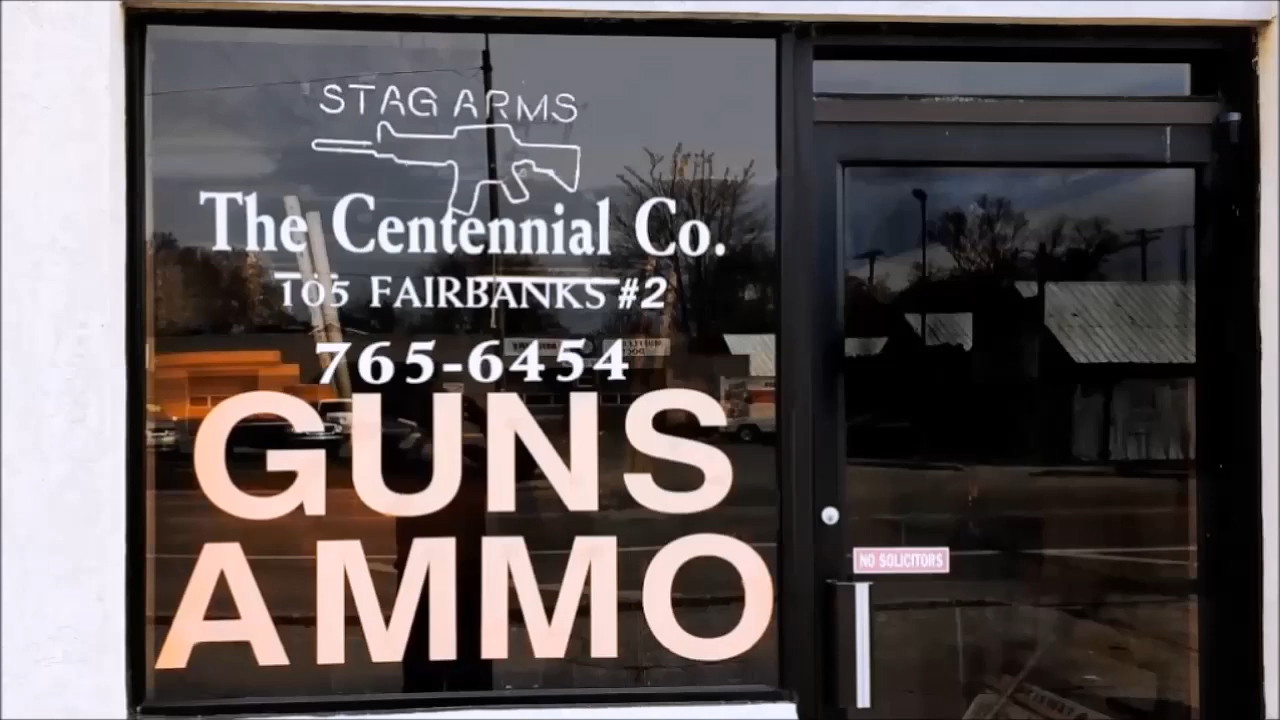 STAG ARMS
The Centennial Co.
105 FAIRBANKS #2
765-6454
GUNS
AMMO
NO SOLICITORS